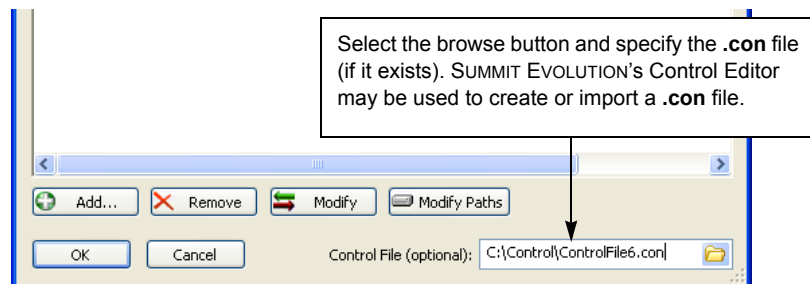 Select the browse button and specify the .con file
(if it exists). SUMMIT EVOLUTION's Control Editor
may be used to create or import a .con file.
Add... Remove Modify Modify Paths
OK Cancel Control File (optional): C:\Control\ControlFile6.con